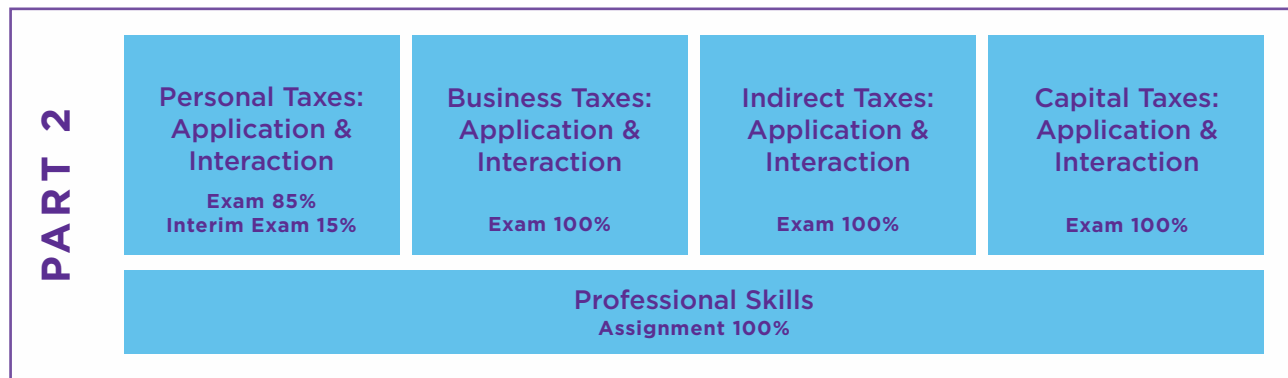 PART 2
Personal Taxes:
Application &
Interaction
Exam 85%
Interim Exam 15%
Business Taxes:
Application &
Interaction
Exam 100%
Indirect Taxes:
Application &
Interaction
Exam 100%
Capital Taxes:
Application &
Interaction
Exam 100%
Professional Skills
Assignment 100%